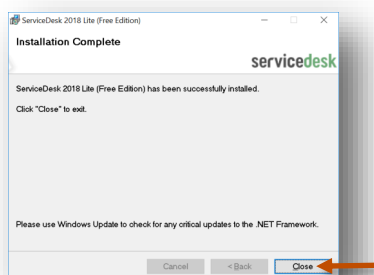 ServiceDesk 2018 Lite (Free Edition)
Installation Complete
servicedesk
ServiceDesk 2018 Lite (Free Edition) has been successfully installed.
Click "Close" to exit.
Please use Windows Update to check for any critical updates to the .NET Framework.
Cancel < Back Close